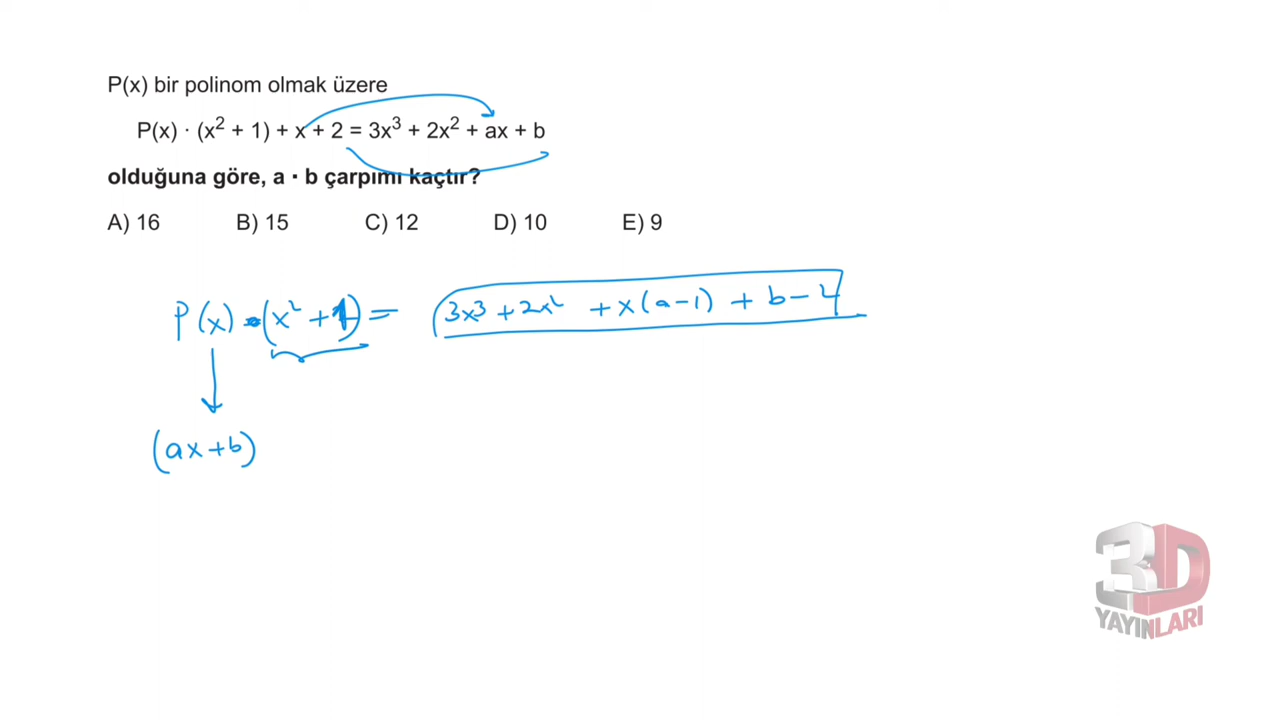 P(x) bir polinom olmak üzere
P(x) · (x² + 1) + x + 2 = 3x³ + 2x² + ax + b
olduğuna göre, a · b çarpımı kaçtır?
A) 16 B) 15 C) 12 D) 10 E) 9
P(x) · (x² + 1) = 3x³ + 2x² + x(a-1) + b-4
(ax+b)
3D
YAYINLARI